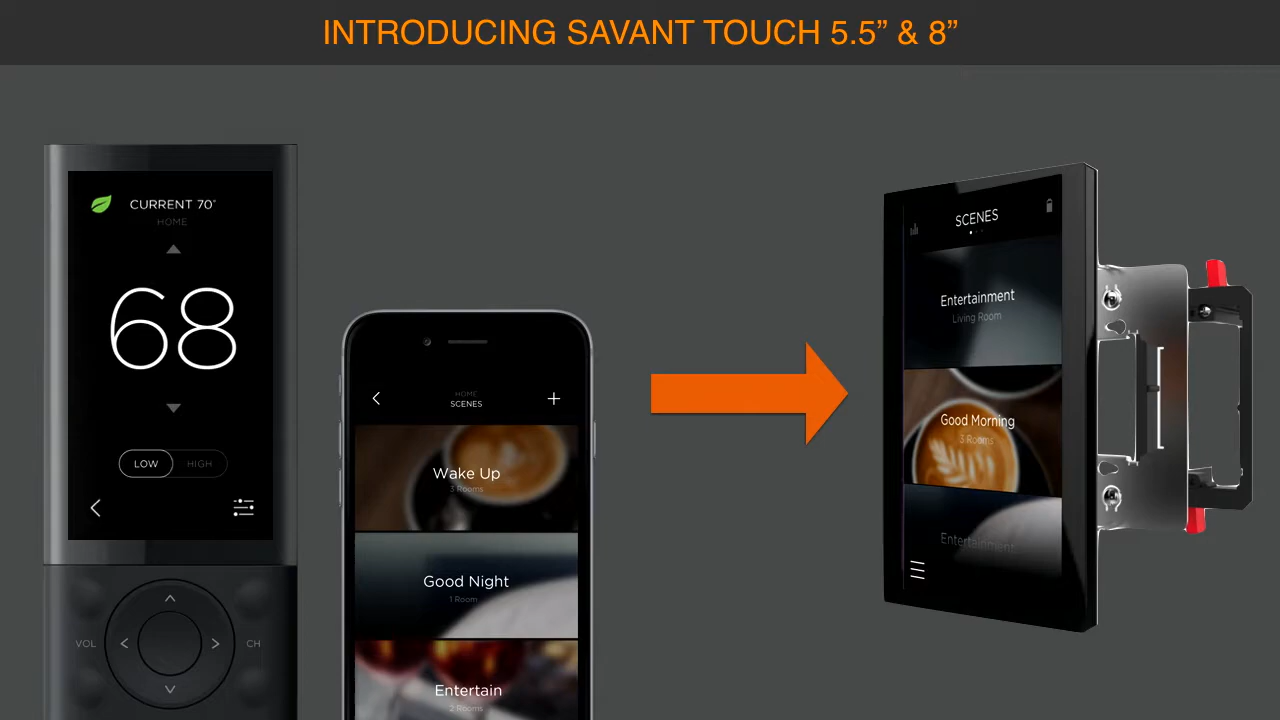 INTRODUCING SAVANT TOUCH 5.5” & 8”
CURRENT 70°
HOME
68
LOW
HIGH
VOL
CH
HOME
SCENES
Wake Up
3 Rooms
Good Night
1 Room
Entertain
2 Rooms
SCENES
Entertainment
Living Room
Good Morning
3 Rooms
Entertainment